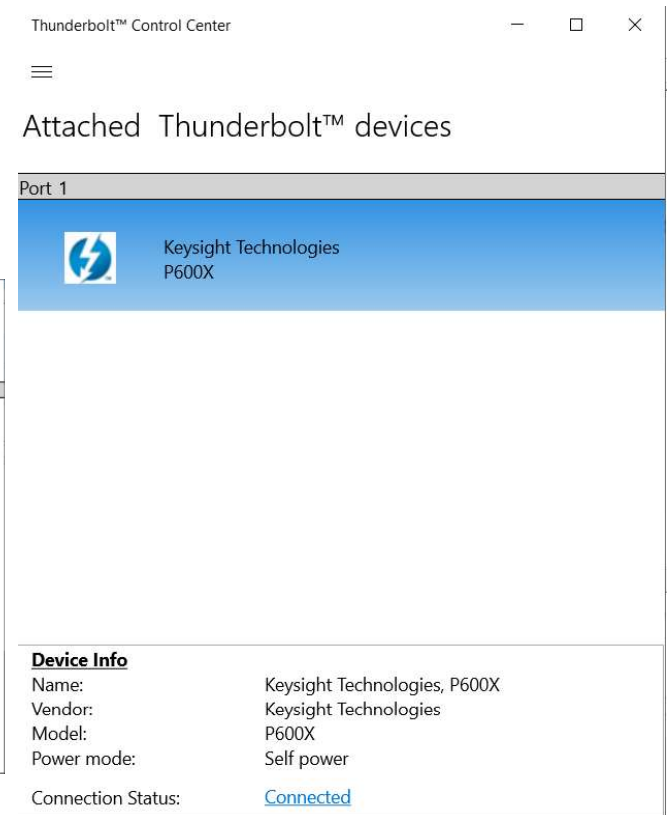 Thunderbolt™ Control Center
Attached Thunderbolt™ devices
Port 1
Keysight Technologies
P600X
Device Info
Name: Keysight Technologies, P600X
Vendor: Keysight Technologies
Model: P600X
Power mode: Self power
Connection Status: Connected